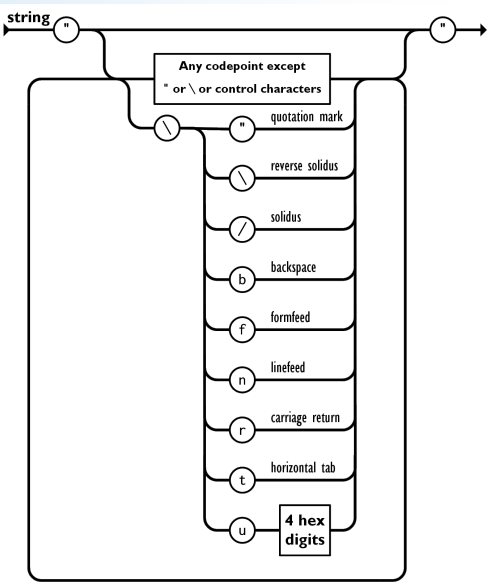 string
" "
Any codepoint except
" or \ or control characters
\ " quotation mark
\ reverse solidus
/ solidus
b backspace
f formfeed
n linefeed
r carriage return
t horizontal tab
u 4 hex
digits